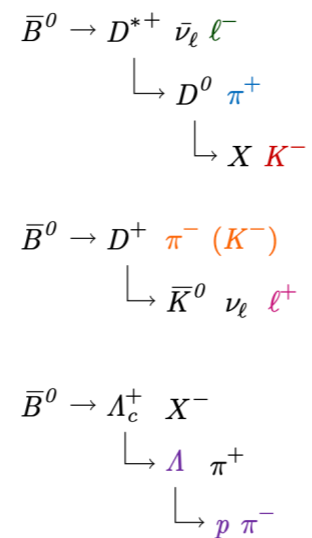 B̅⁰ → D*⁺ ν̄ℓ ℓ⁻
D⁰ π⁺
X K⁻
B̅⁰ → D⁺ π⁻ (K⁻)
K̅⁰ νℓ ℓ⁺
B̅⁰ → Λc⁺ X⁻
Λ π⁺
p π⁻